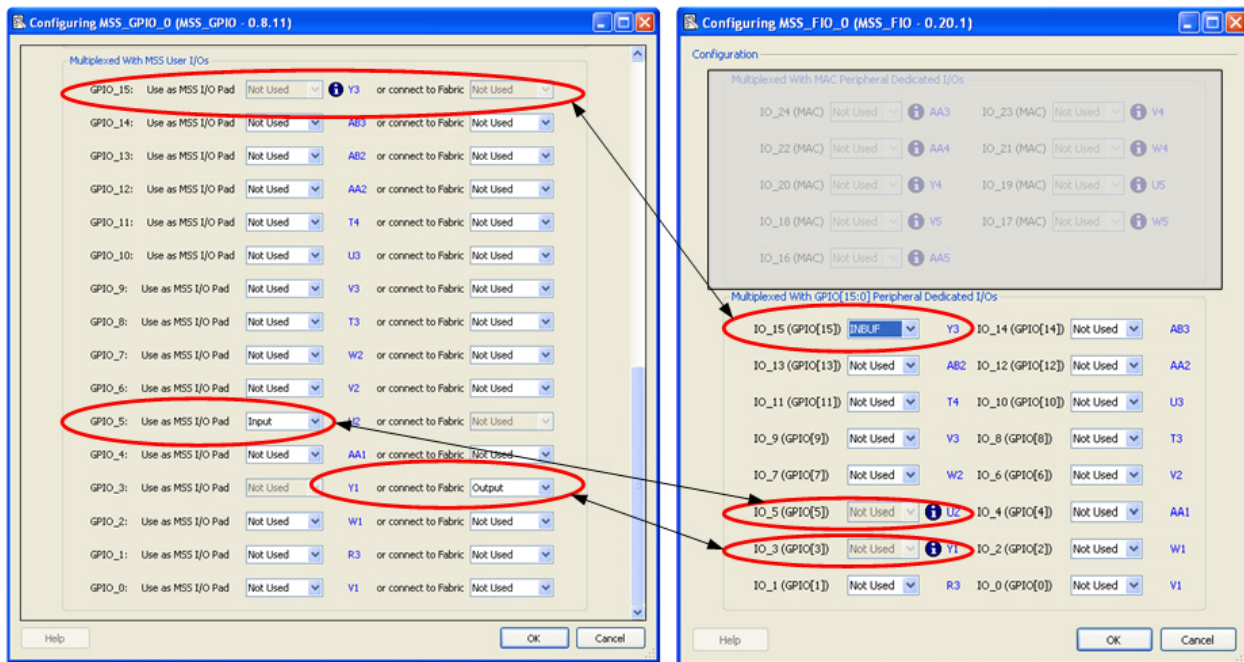 Configuring MSS_GPIO_0 (MSS_GPIO - 0.8.11)
Multiplexed With MSS User I/Os
GPIO_15: Use as MSS I/O Pad Not Used Y3 or connect to Fabric Not Used
GPIO_14: Use as MSS I/O Pad Not Used AB3 or connect to Fabric Not Used
GPIO_13: Use as MSS I/O Pad Not Used AB2 or connect to Fabric Not Used
GPIO_12: Use as MSS I/O Pad Not Used AA2 or connect to Fabric Not Used
GPIO_11: Use as MSS I/O Pad Not Used T4 or connect to Fabric Not Used
GPIO_10: Use as MSS I/O Pad Not Used U3 or connect to Fabric Not Used
GPIO_9: Use as MSS I/O Pad Not Used V3 or connect to Fabric Not Used
GPIO_8: Use as MSS I/O Pad Not Used T3 or connect to Fabric Not Used
GPIO_7: Use as MSS I/O Pad Not Used W2 or connect to Fabric Not Used
GPIO_6: Use as MSS I/O Pad Not Used V2 or connect to Fabric Not Used
GPIO_5: Use as MSS I/O Pad Input U2 or connect to Fabric Not Used
GPIO_4: Use as MSS I/O Pad Not Used AA1 or connect to Fabric Not Used
GPIO_3: Use as MSS I/O Pad Not Used Y1 or connect to Fabric Output
GPIO_2: Use as MSS I/O Pad Not Used W1 or connect to Fabric Not Used
GPIO_1: Use as MSS I/O Pad Not Used R3 or connect to Fabric Not Used
GPIO_0: Use as MSS I/O Pad Not Used V1 or connect to Fabric Not Used
Help OK Cancel
Configuring MSS_FIO_0 (MSS_FIO - 0.20.1)
Configuration
Multiplexed With MAC Peripheral Dedicated I/Os
IO_24 (MAC) Not Used AA3 IO_23 (MAC) Not Used V4
IO_22 (MAC) Not Used AA4 IO_21 (MAC) Not Used W4
IO_20 (MAC) Not Used Y4 IO_19 (MAC) Not Used U5
IO_18 (MAC) Not Used V5 IO_17 (MAC) Not Used W5
IO_16 (MAC) Not Used AA5
Multiplexed With GPIO[15:0] Peripheral Dedicated I/Os
IO_15 (GPIO[15]) INBUF Y3 IO_14 (GPIO[14]) Not Used AB3
IO_13 (GPIO[13]) Not Used AB2 IO_12 (GPIO[12]) Not Used AA2
IO_11 (GPIO[11]) Not Used T4 IO_10 (GPIO[10]) Not Used U3
IO_9 (GPIO[9]) Not Used V3 IO_8 (GPIO[8]) Not Used T3
IO_7 (GPIO[7]) Not Used W2 IO_6 (GPIO[6]) Not Used V2
IO_5 (GPIO[5]) Not Used U2 IO_4 (GPIO[4]) Not Used AA1
IO_3 (GPIO[3]) Not Used Y1 IO_2 (GPIO[2]) Not Used W1
IO_1 (GPIO[1]) Not Used R3 IO_0 (GPIO[0]) Not Used V1
Help OK Cancel